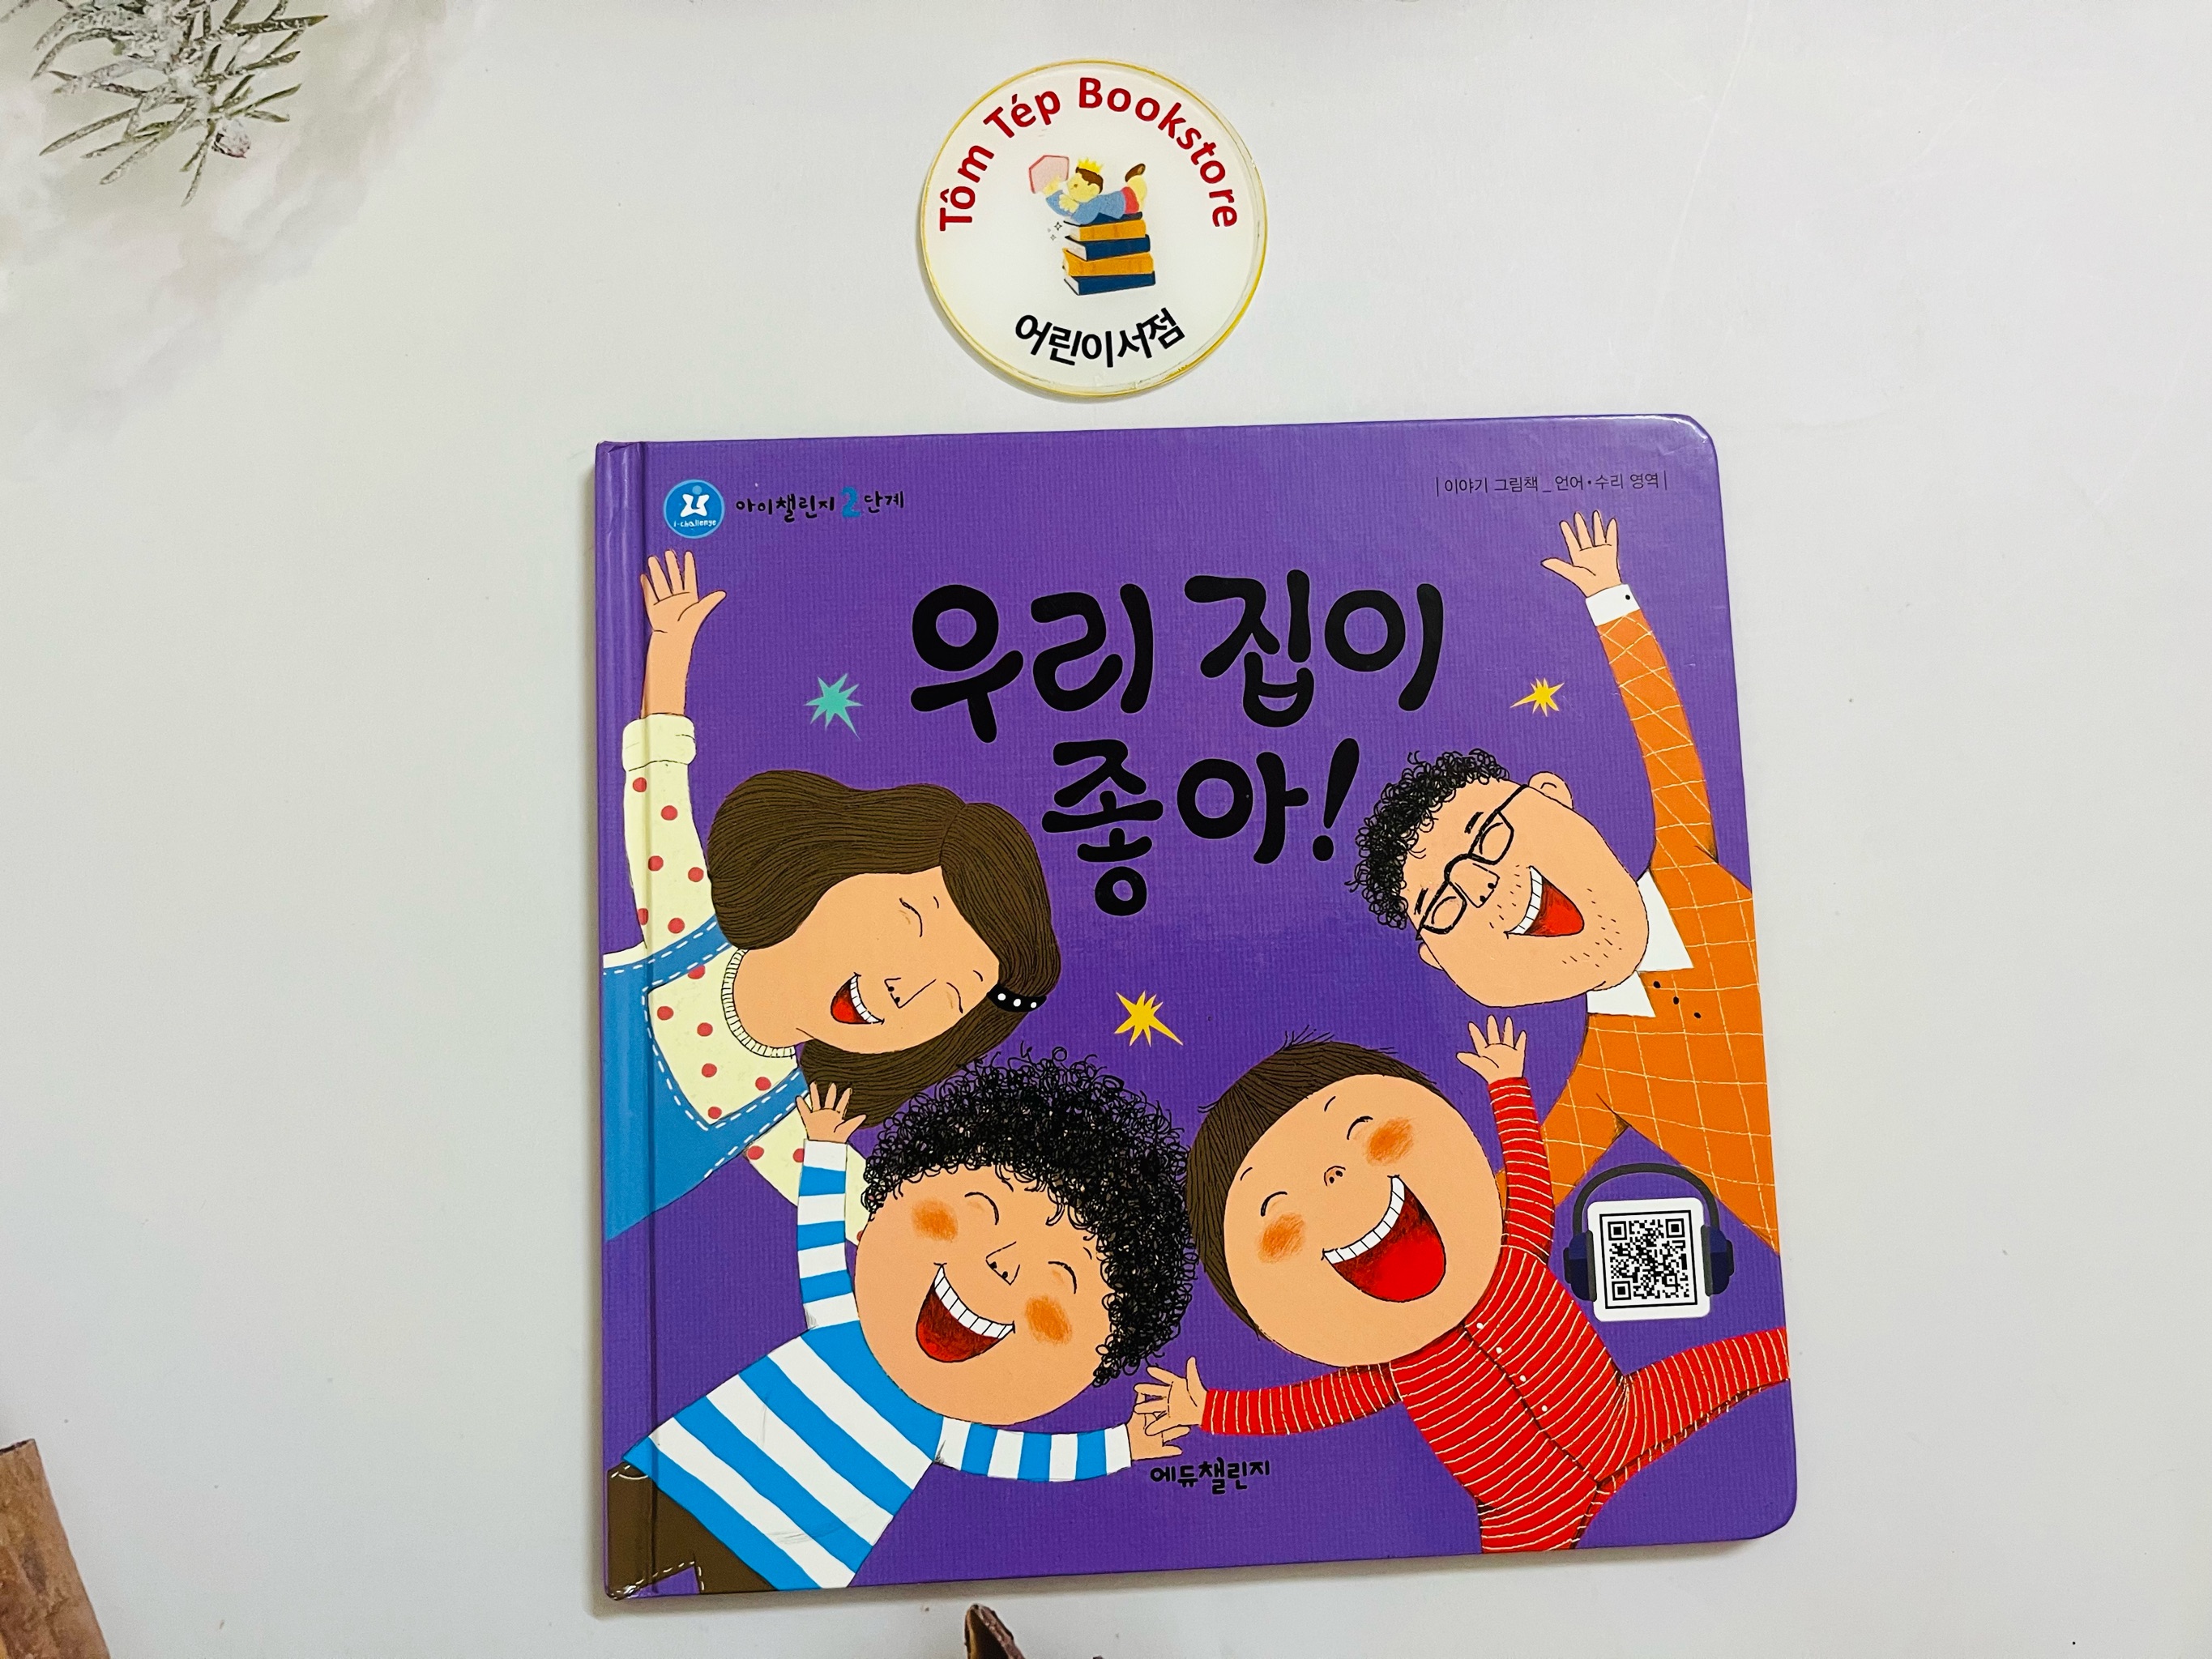 Tôm Tép Bookstore
어린이서점
i-challenge
아이챌린지 2단계
|이야기 그림책_언어•수리 영역|
우리 집이
좋아!
에듀챌린지